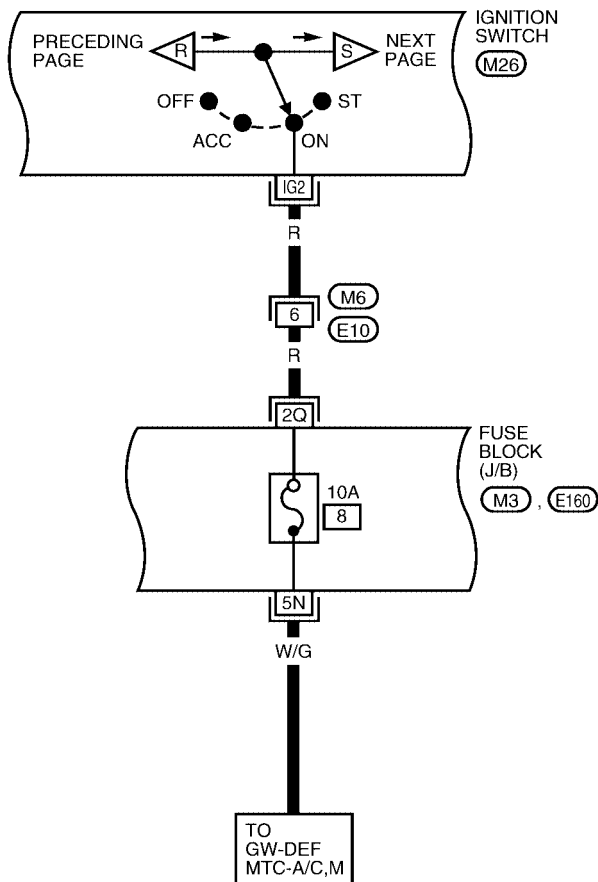 IGNITION
SWITCH
M26
PRECEDING
PAGE
R
S
NEXT
PAGE
OFF
ST
ACC
ON
IG2
R
6
M6
E10
R
2Q
FUSE
BLOCK
(J/B)
M3 , E160
10A
8
5N
W/G
TO
GW-DEF
MTC-A/C,M